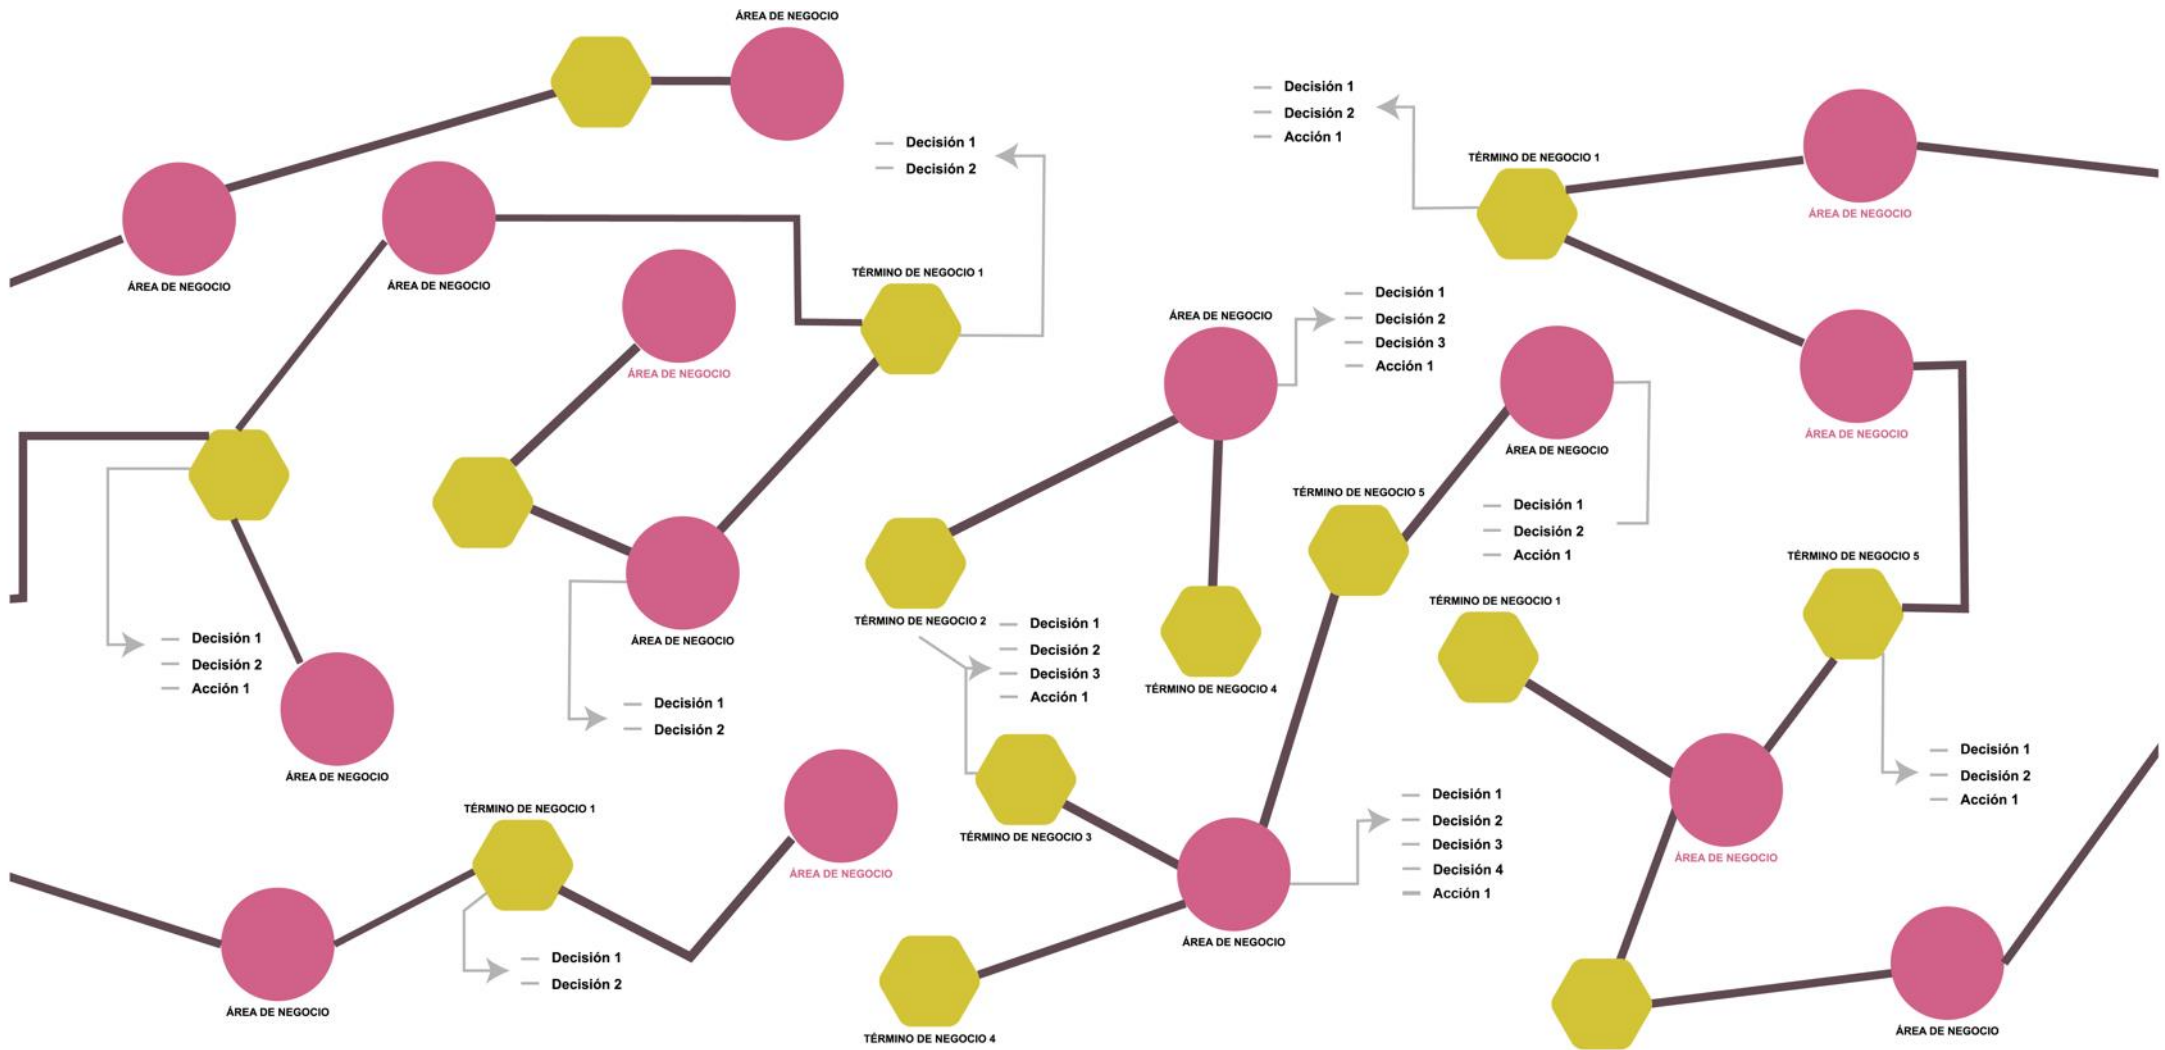 ÁREA DE NEGOCIO
Decisión 1
Decisión 2
Acción 1
Decisión 1
Decisión 2
TÉRMINO DE NEGOCIO 1
ÁREA DE NEGOCIO
ÁREA DE NEGOCIO
ÁREA DE NEGOCIO
TÉRMINO DE NEGOCIO 1
ÁREA DE NEGOCIO
Decisión 1
Decisión 2
Decisión 3
Acción 1
ÁREA DE NEGOCIO
ÁREA DE NEGOCIO
ÁREA DE NEGOCIO
ÁREA DE NEGOCIO
TÉRMINO DE NEGOCIO 5
Decisión 1
Decisión 2
Acción 1
TÉRMINO DE NEGOCIO 5
TÉRMINO DE NEGOCIO 1
TÉRMINO DE NEGOCIO 2
Decisión 1
Decisión 2
Decisión 3
Acción 1
Decisión 1
Decisión 2
Acción 1
ÁREA DE NEGOCIO
TÉRMINO DE NEGOCIO 4
Decisión 1
Decisión 2
Decisión 1
Decisión 2
Acción 1
ÁREA DE NEGOCIO
TÉRMINO DE NEGOCIO 1
TÉRMINO DE NEGOCIO 3
Decisión 1
Decisión 2
Decisión 3
Decisión 4
Acción 1
ÁREA DE NEGOCIO
ÁREA DE NEGOCIO
ÁREA DE NEGOCIO
Decisión 1
Decisión 2
ÁREA DE NEGOCIO
TÉRMINO DE NEGOCIO 4
ÁREA DE NEGOCIO